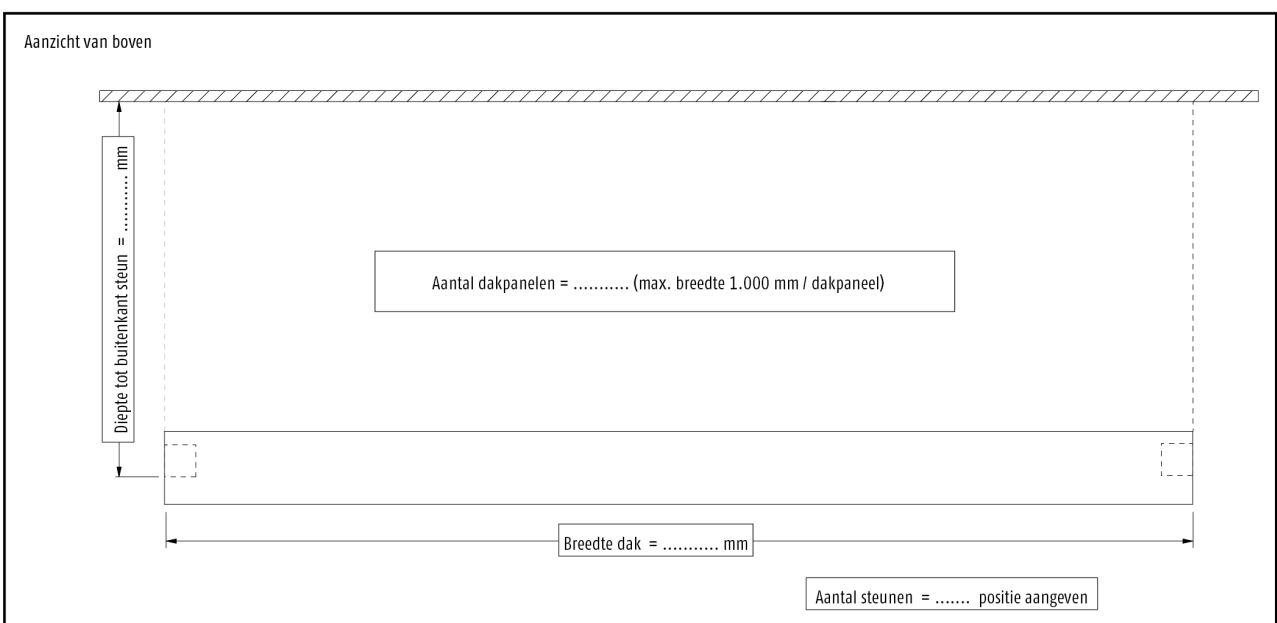 Aanzicht van boven
Diepte tot buitenkant steun = ........... mm
Aantal dakpanelen = ........... (max. breedte 1.000 mm / dakpaneel)
Breedte dak = ........... mm
Aantal steunen = ....... positie aangeven